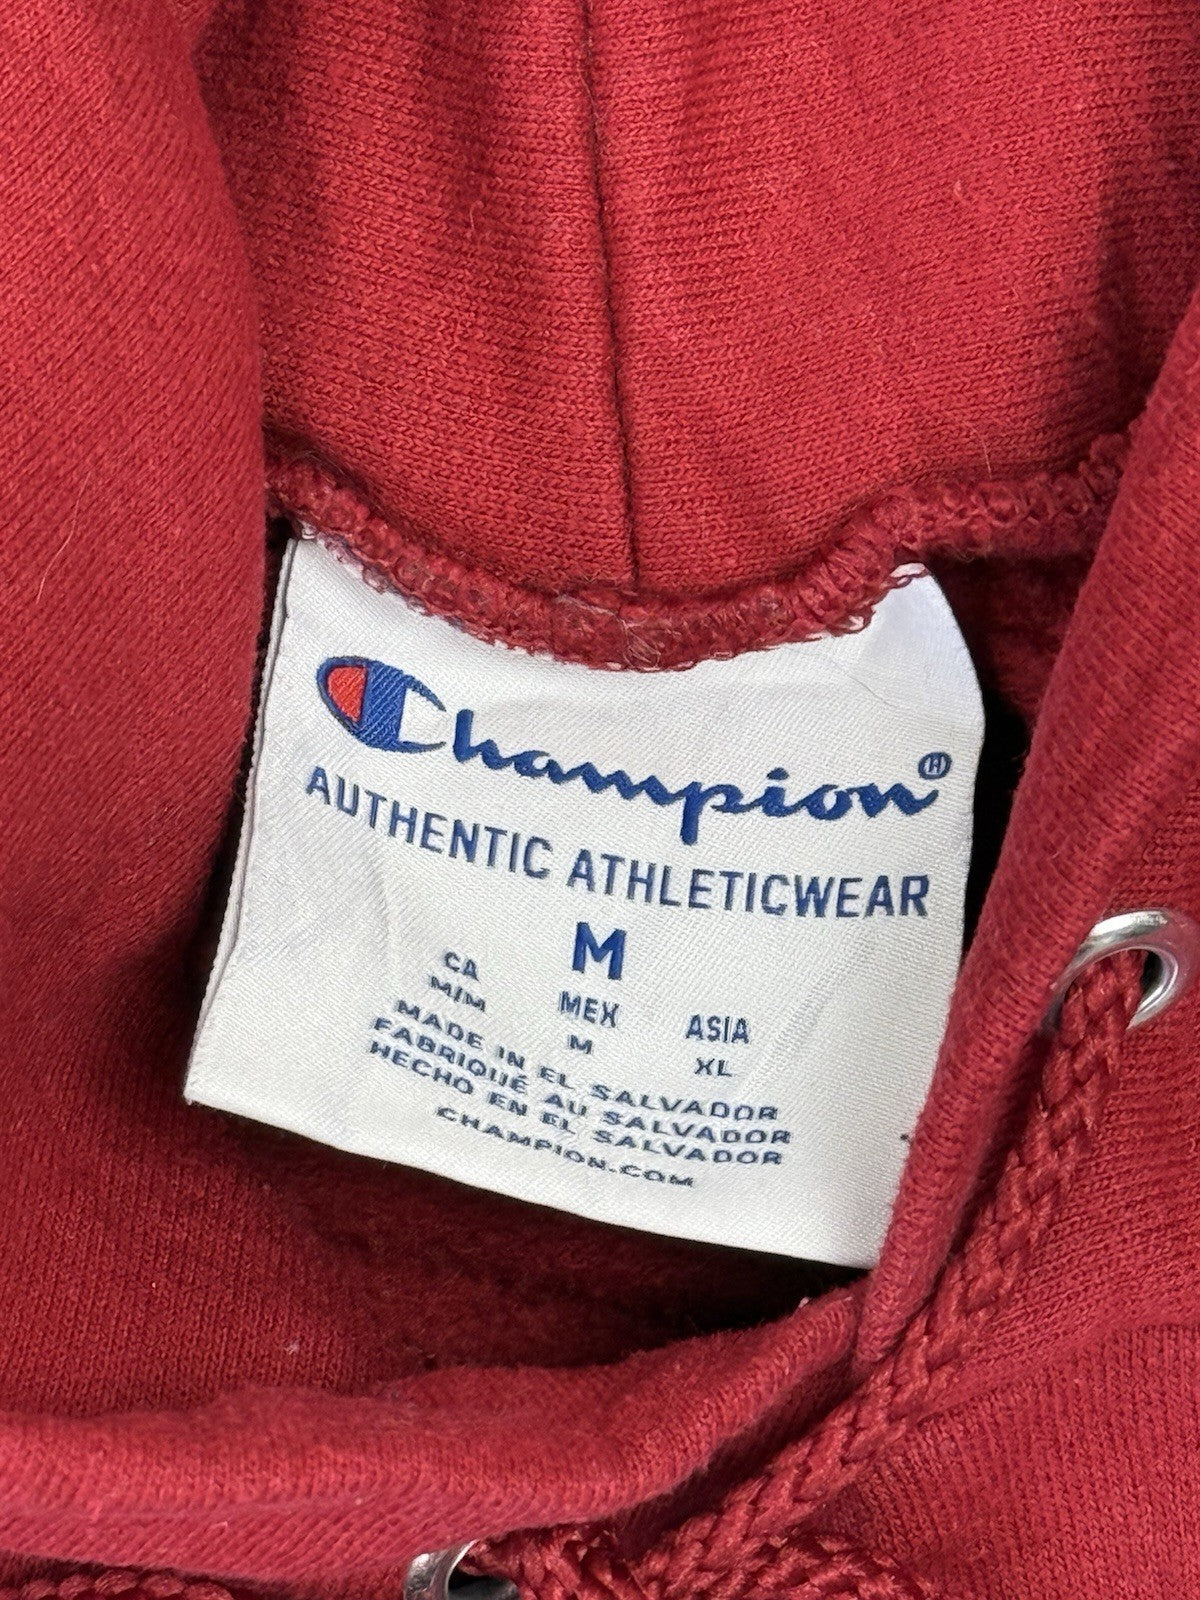 Champion®
AUTHENTIC ATHLETICWEAR
M
CA MEX ASIA
M/M M XL
MADE IN EL SALVADOR
FABRIQUÉ AU SALVADOR
HECHO EN EL SALVADOR
CHAMPION.COM